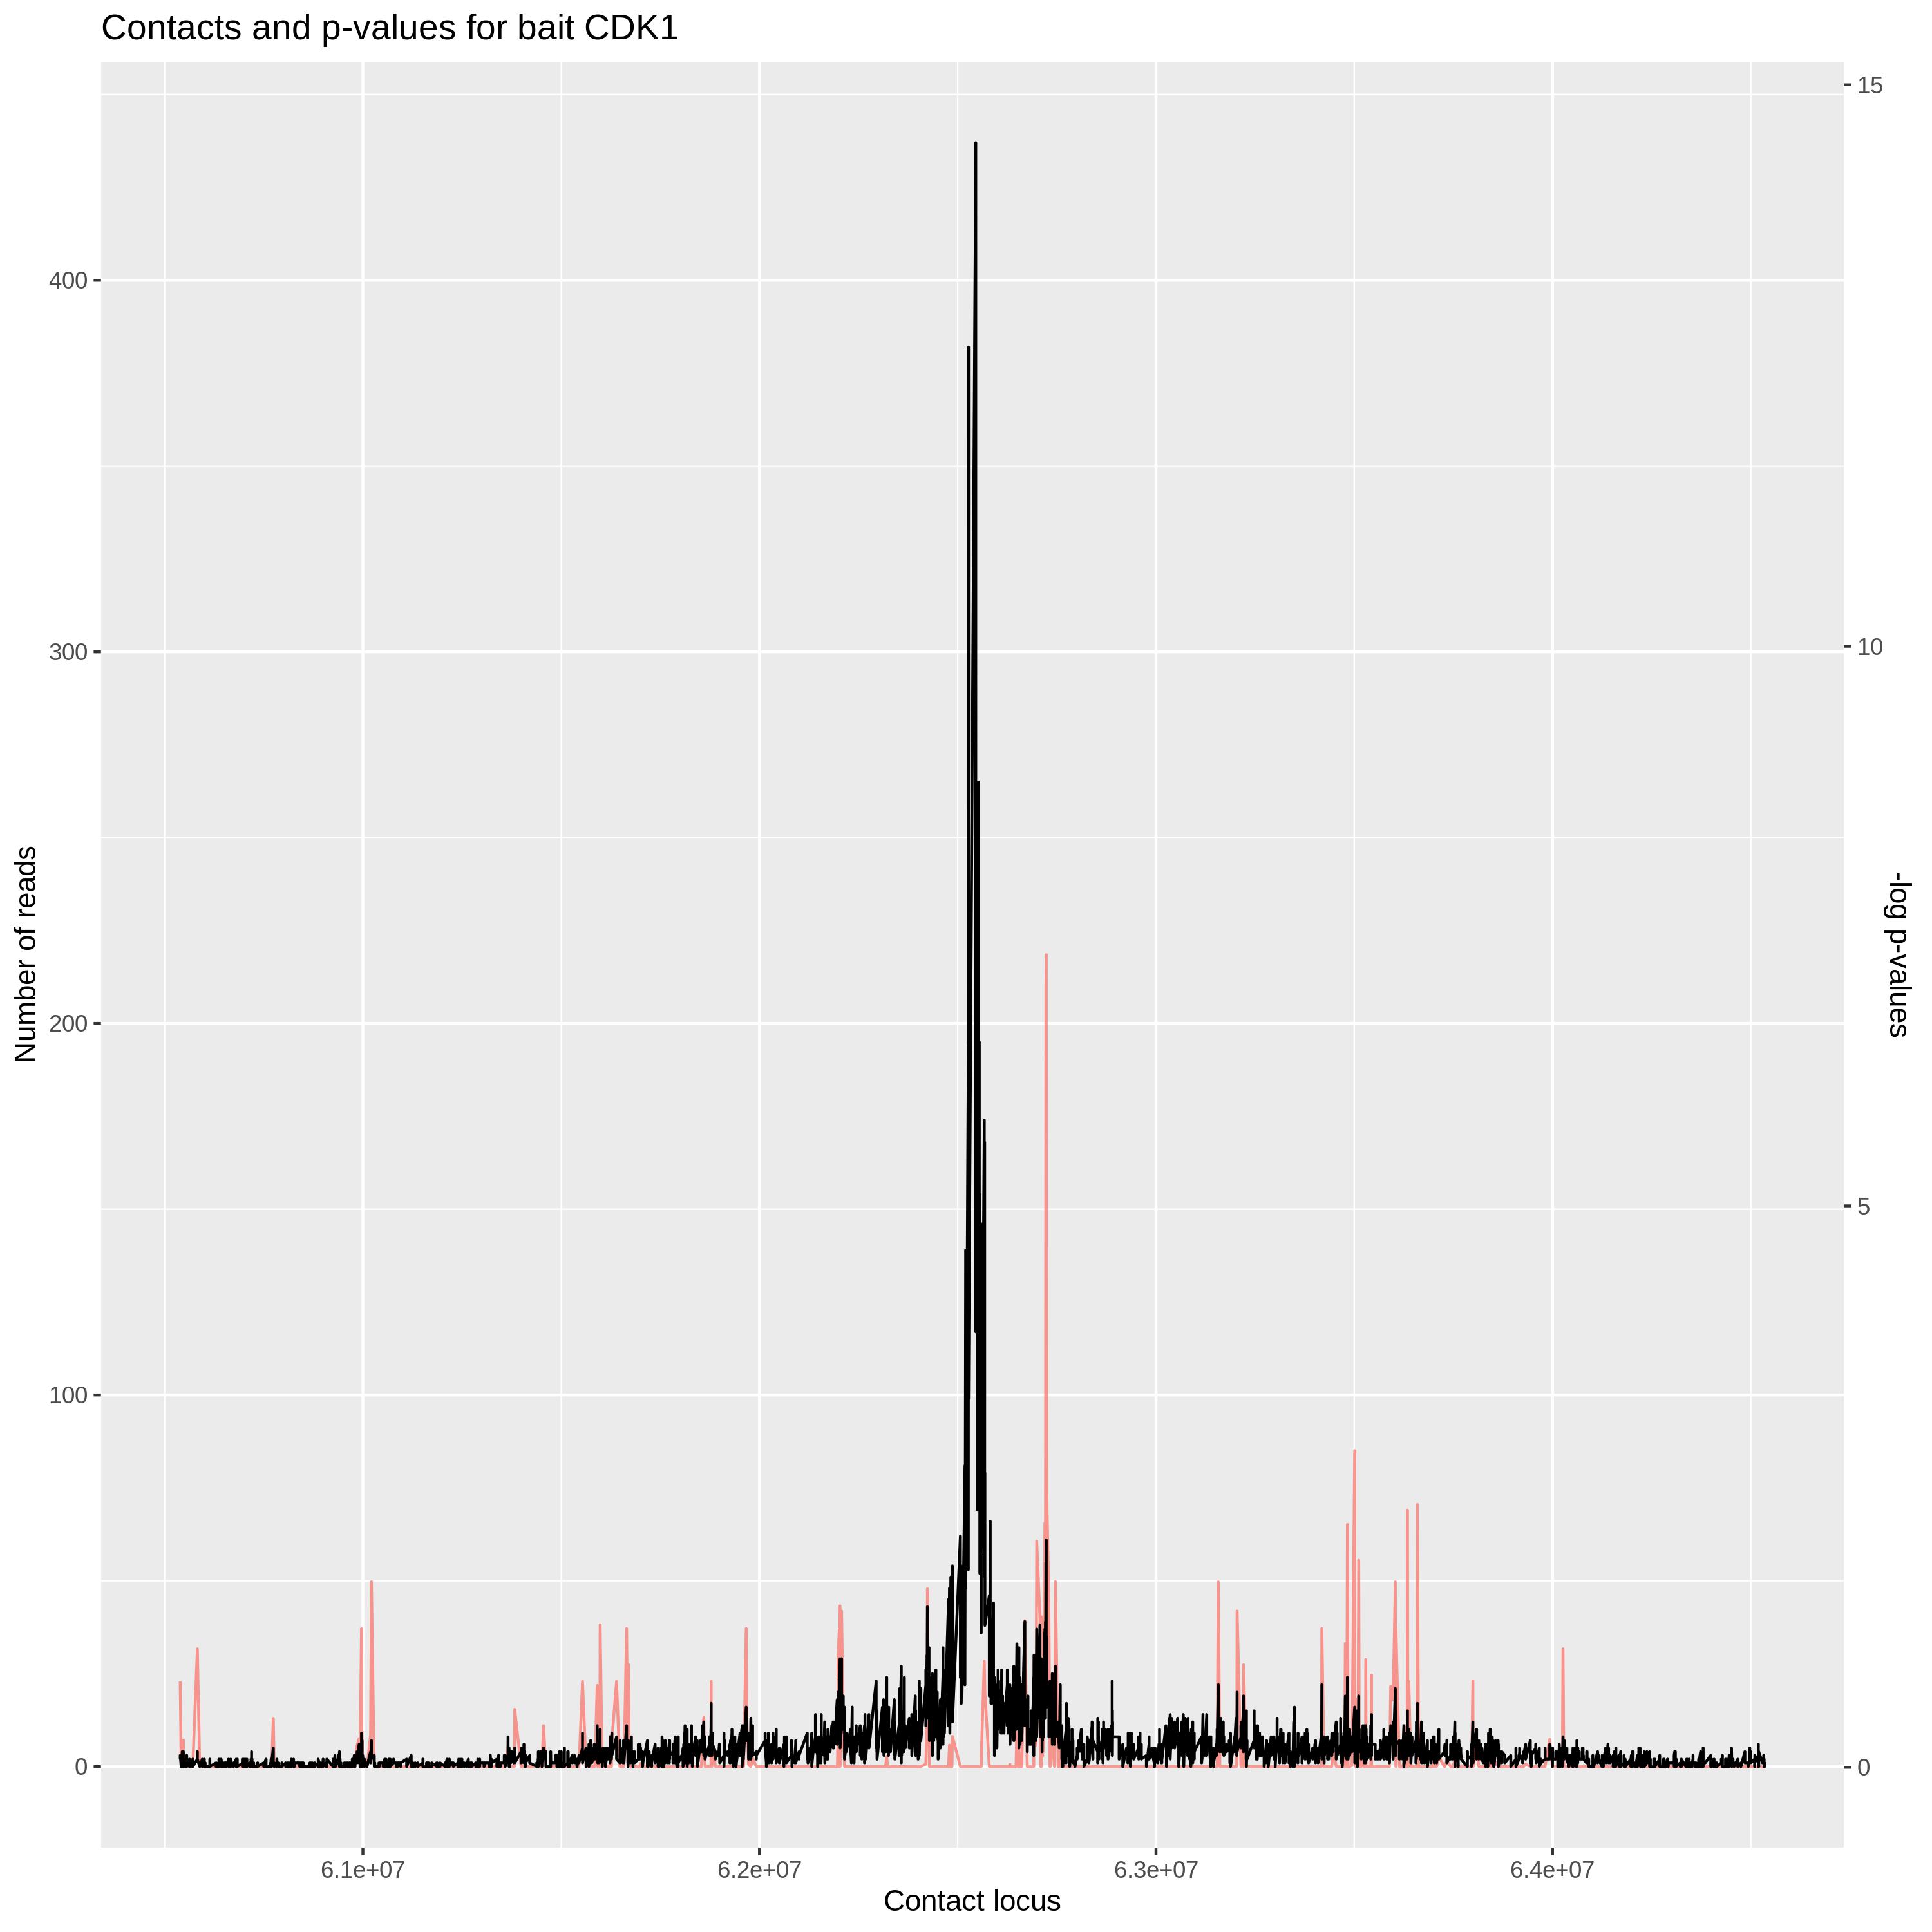 Contacts and p-values for bait CDK1
15
400
300
10
Number of reads
-log p-values
200
5
100
0
0
6.1e+07
6.2e+07
6.3e+07
6.4e+07
Contact locus